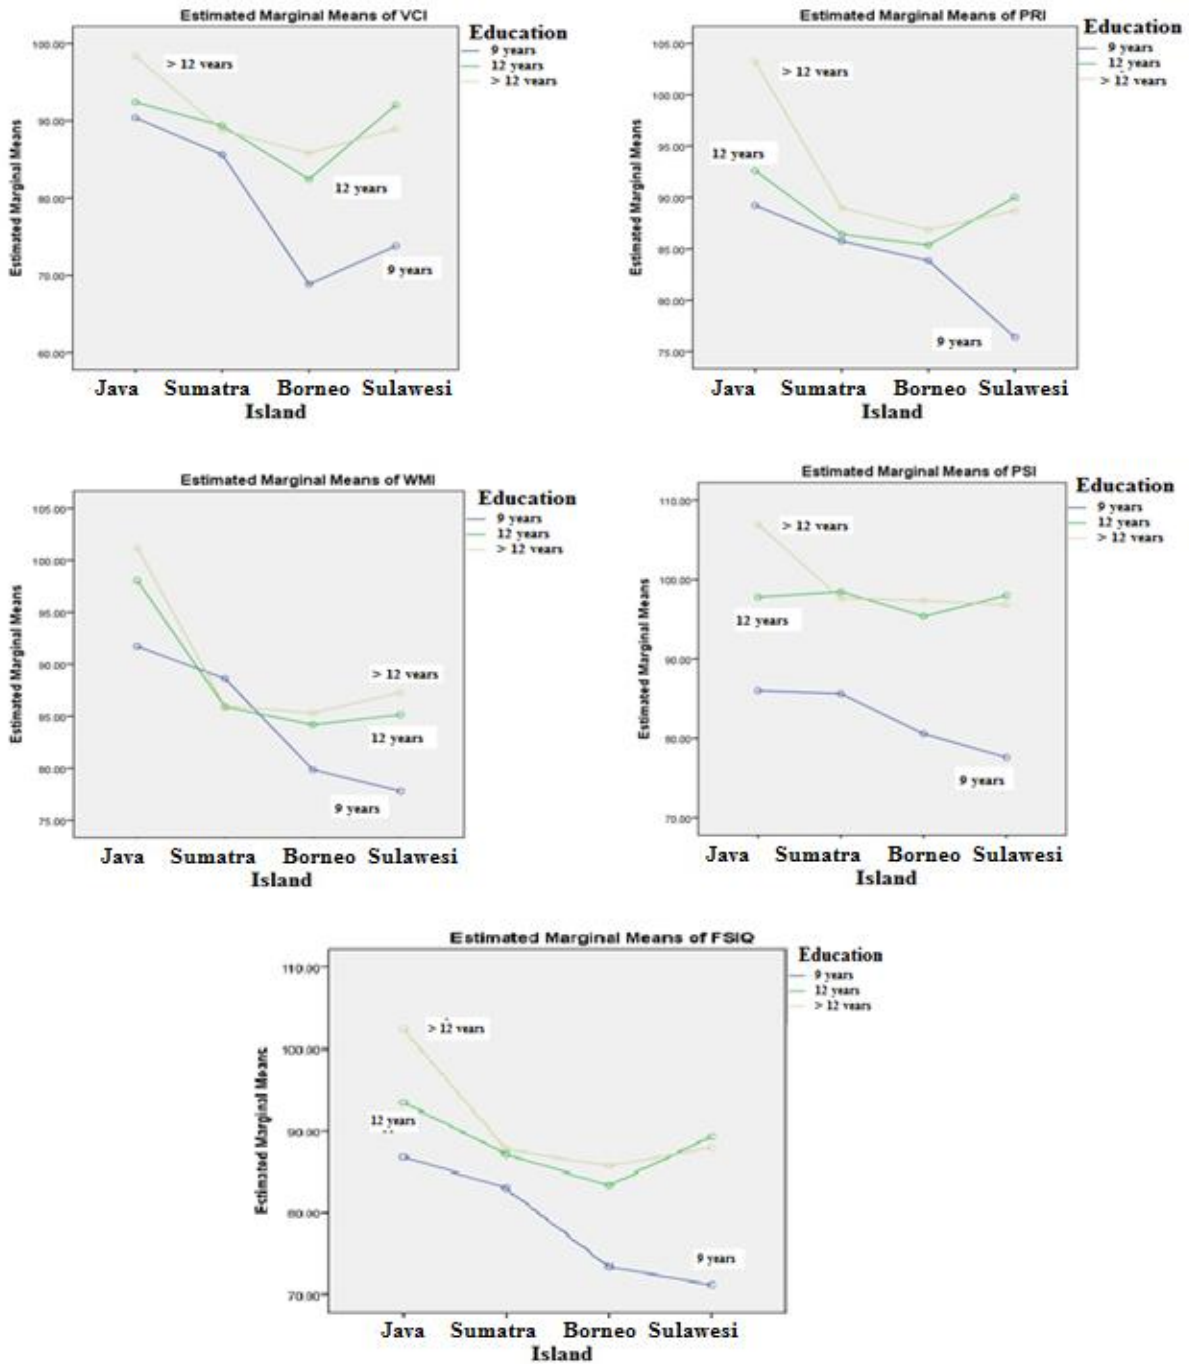 Estimated Marginal Means of VCI
Education
9 years
12 years
> 12 years
Estimated Marginal Means
100.00
90.00
80.00
70.00
60.00
> 12 years
12 years
9 years
Java Sumatra Borneo Sulawesi
Island
Estimated Marginal Means of PRI
Education
9 years
12 years
> 12 years
Estimated Marginal Means
105.00
100.00
95.00
90.00
85.00
80.00
75.00
> 12 years
12 years
9 years
Java Sumatra Borneo Sulawesi
Island
Estimated Marginal Means of WMI
Education
9 years
12 years
> 12 years
Estimated Marginal Means
105.00
100.00
95.00
90.00
85.00
80.00
75.00
> 12 years
12 years
9 years
Java Sumatra Borneo Sulawesi
Island
Estimated Marginal Means of PSI
Education
9 years
12 years
> 12 years
Estimated Marginal Means
110.00
100.00
90.00
80.00
70.00
> 12 years
12 years
9 years
Java Sumatra Borneo Sulawesi
Island
Estimated Marginal Means of FSIQ
Education
9 years
12 years
> 12 years
Estimated Marginal Means
110.00
100.00
90.00
80.00
70.00
> 12 years
12 years
9 years
Java Sumatra Borneo Sulawesi
Island